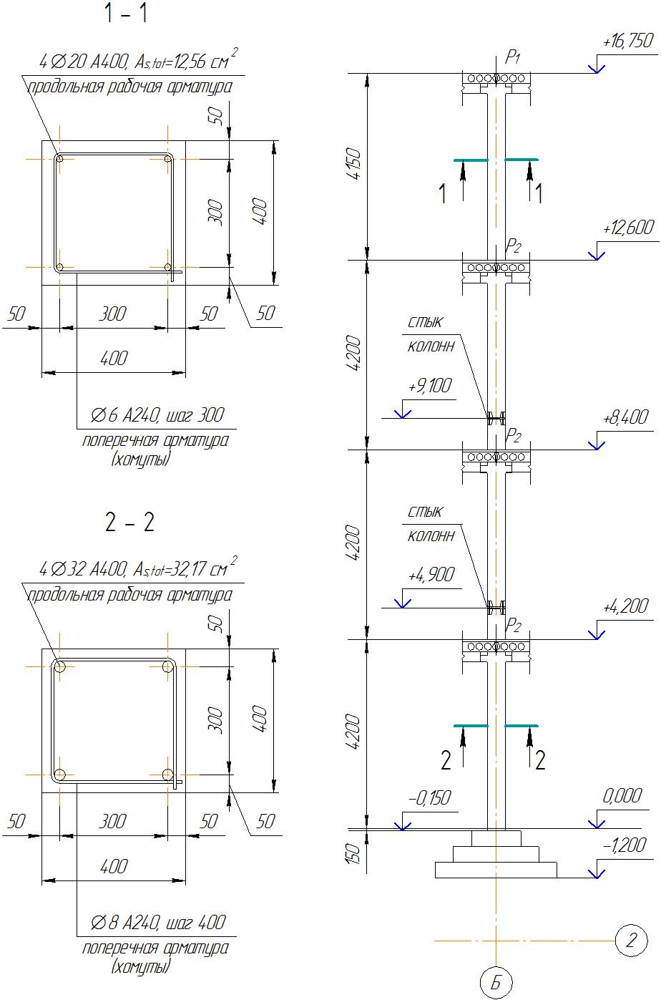 1 – 1
4 Ø20 А400, As,tot=12,56 см²
продольная рабочая арматура
50
300
400
50
300
50
50
400
Ø6 А240, шаг 300
поперечная арматура
(хомуты)
2 – 2
4 Ø32 А400, As,tot=32,17 см²
продольная рабочая арматура
50
300
400
50
300
50
50
400
Ø8 А240, шаг 400
поперечная арматура
(хомуты)
P1
+16,750
4150
1
1
P2
+12,600
4200
стык
колонн
+9,100
P2
+8,400
4200
стык
колонн
+4,900
P2
+4,200
4200
2
2
-0,150
0,000
150
-1,200
2
Б